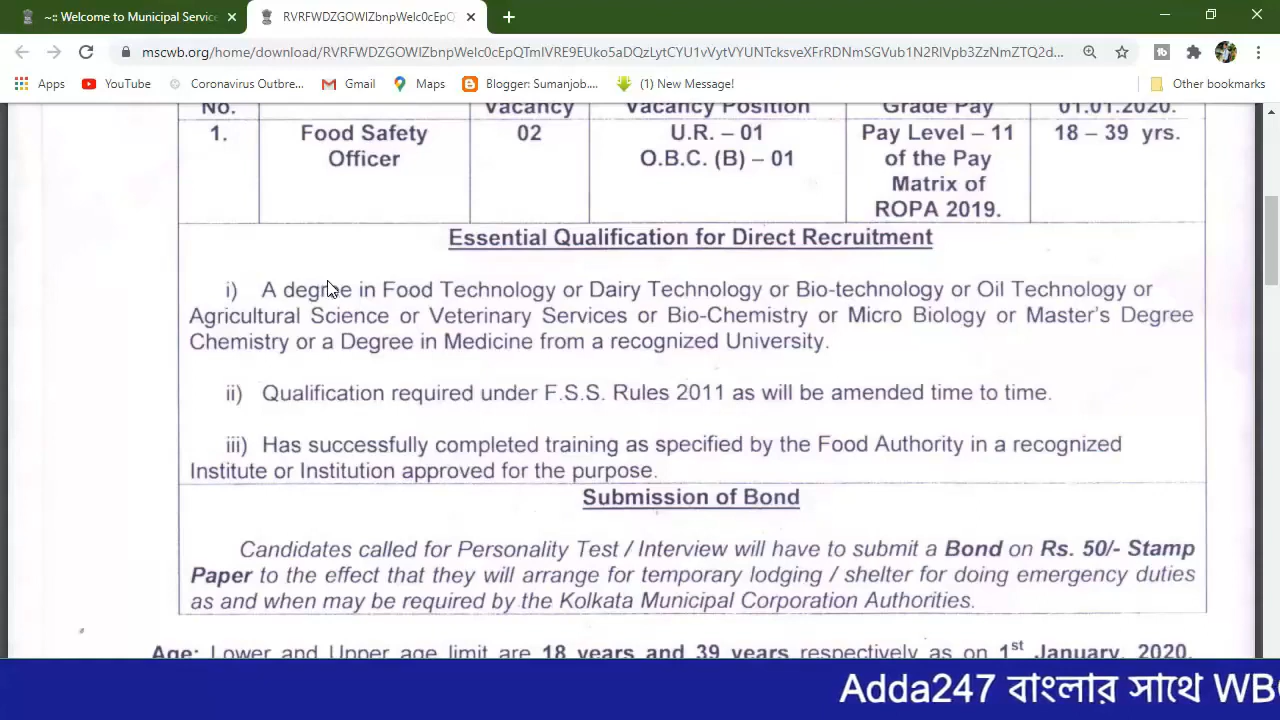 ~:: Welcome to Municipal Service
RVRFWDZGOWlZbnpWelc0cEpQ
mscwb.org/home/download/RVRFWDZGOWlZbnpWelc0cEpQTmlVRE9EUko5aDQzLytCYU1vVytVYUNTcksveXFrRDNmSGVub1N2RlVpb3ZzNmZTQ2d...
Apps YouTube Coronavirus Outbre... Gmail Maps Blogger: Sumanjob.... (1) New Message! Other bookmarks
No. Vacancy Vacancy Position Grade Pay 01.01.2020.
1. Food Safety 02 U.R. – 01 Pay Level – 11 18 – 39 yrs.
Officer O.B.C. (B) – 01 of the Pay
Matrix of
ROPA 2019.
Essential Qualification for Direct Recruitment
i) A degree in Food Technology or Dairy Technology or Bio-technology or Oil Technology or
Agricultural Science or Veterinary Services or Bio-Chemistry or Micro Biology or Master's Degree
Chemistry or a Degree in Medicine from a recognized University.
ii) Qualification required under F.S.S. Rules 2011 as will be amended time to time.
iii) Has successfully completed training as specified by the Food Authority in a recognized
Institute or Institution approved for the purpose.
Submission of Bond
Candidates called for Personality Test / Interview will have to submit a Bond on Rs. 50/- Stamp
Paper to the effect that they will arrange for temporary lodging / shelter for doing emergency duties
as and when may be required by the Kolkata Municipal Corporation Authorities.
Age: Lower and Upper age limit are 18 years and 39 years respectively as on 1st January, 2020.
Adda247 বাংলার সাথে WB